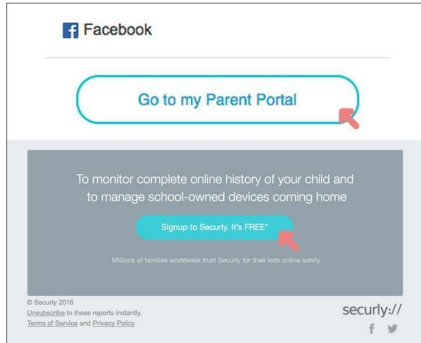 Facebook
Go to my Parent Portal
To monitor complete online history of your child and
to manage school-owned devices coming home
Signup to Securly. It's FREE*
Millions of families worldwide trust Securly for their kids online safety
© Securly 2016
Unsubscribe to these reports instantly.
Terms of Service and Privacy Policy
securly://